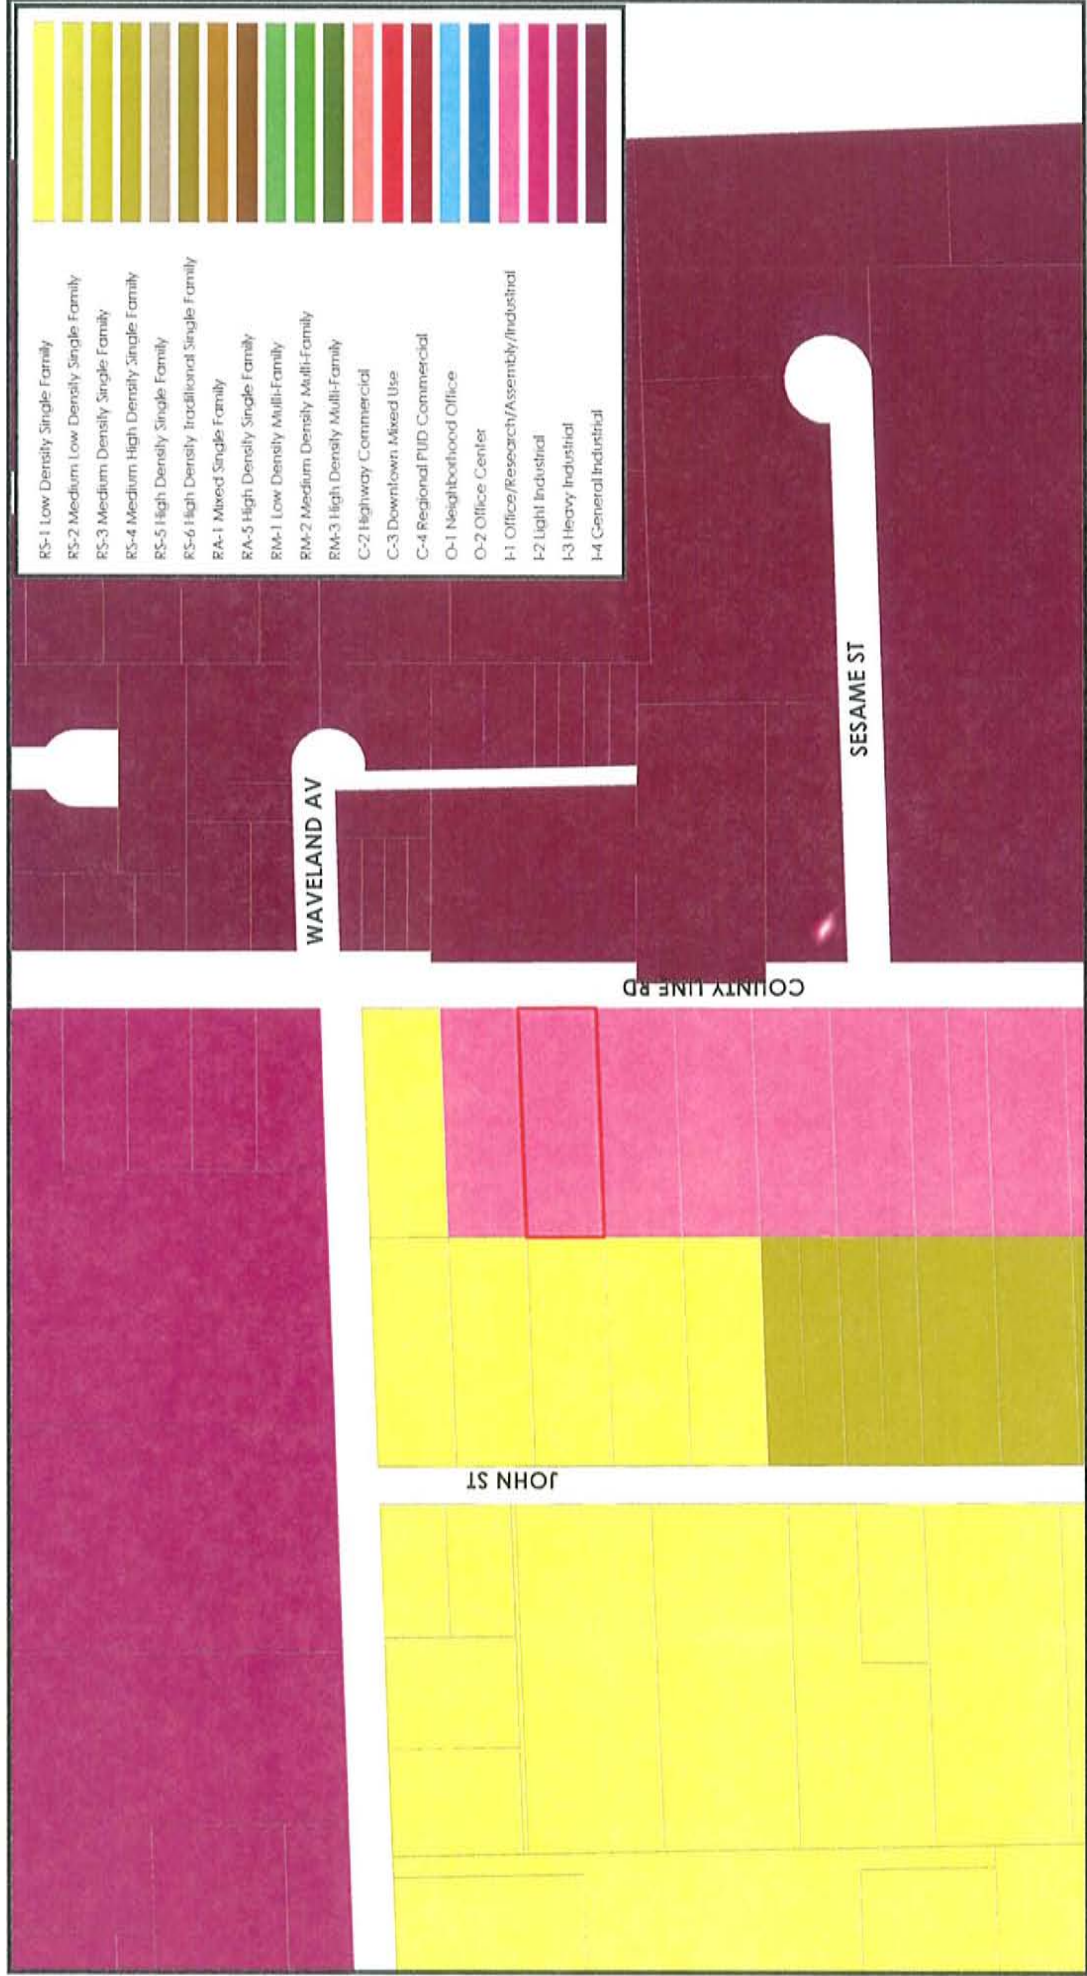 RS-1 Low Density Single Family
RS-2 Medium Low Density Single Family
RS-3 Medium Density Single Family
RS-4 Medium High Density Single Family
RS-5 High Density Single Family
RS-6 High Density Traditional Single Family
RA-1 Mixed Single Family
RA-5 High Density Single Family
RM-1 Low Density Multi-Family
RM-2 Medium Density Multi-Family
RM-3 High Density Multi-Family
C-2 Highway Commercial
C-3 Downtown Mixed Use
C-4 Regional PUD Commercial
O-1 Neighborhood Office
O-2 Office Center
I-1 Office/Research/Assembly/Industrial
I-2 Light Industrial
I-3 Heavy Industrial
I-4 General Industrial
WAVELAND AV
SESAME ST
COUNTY LINE RD
JOHN ST